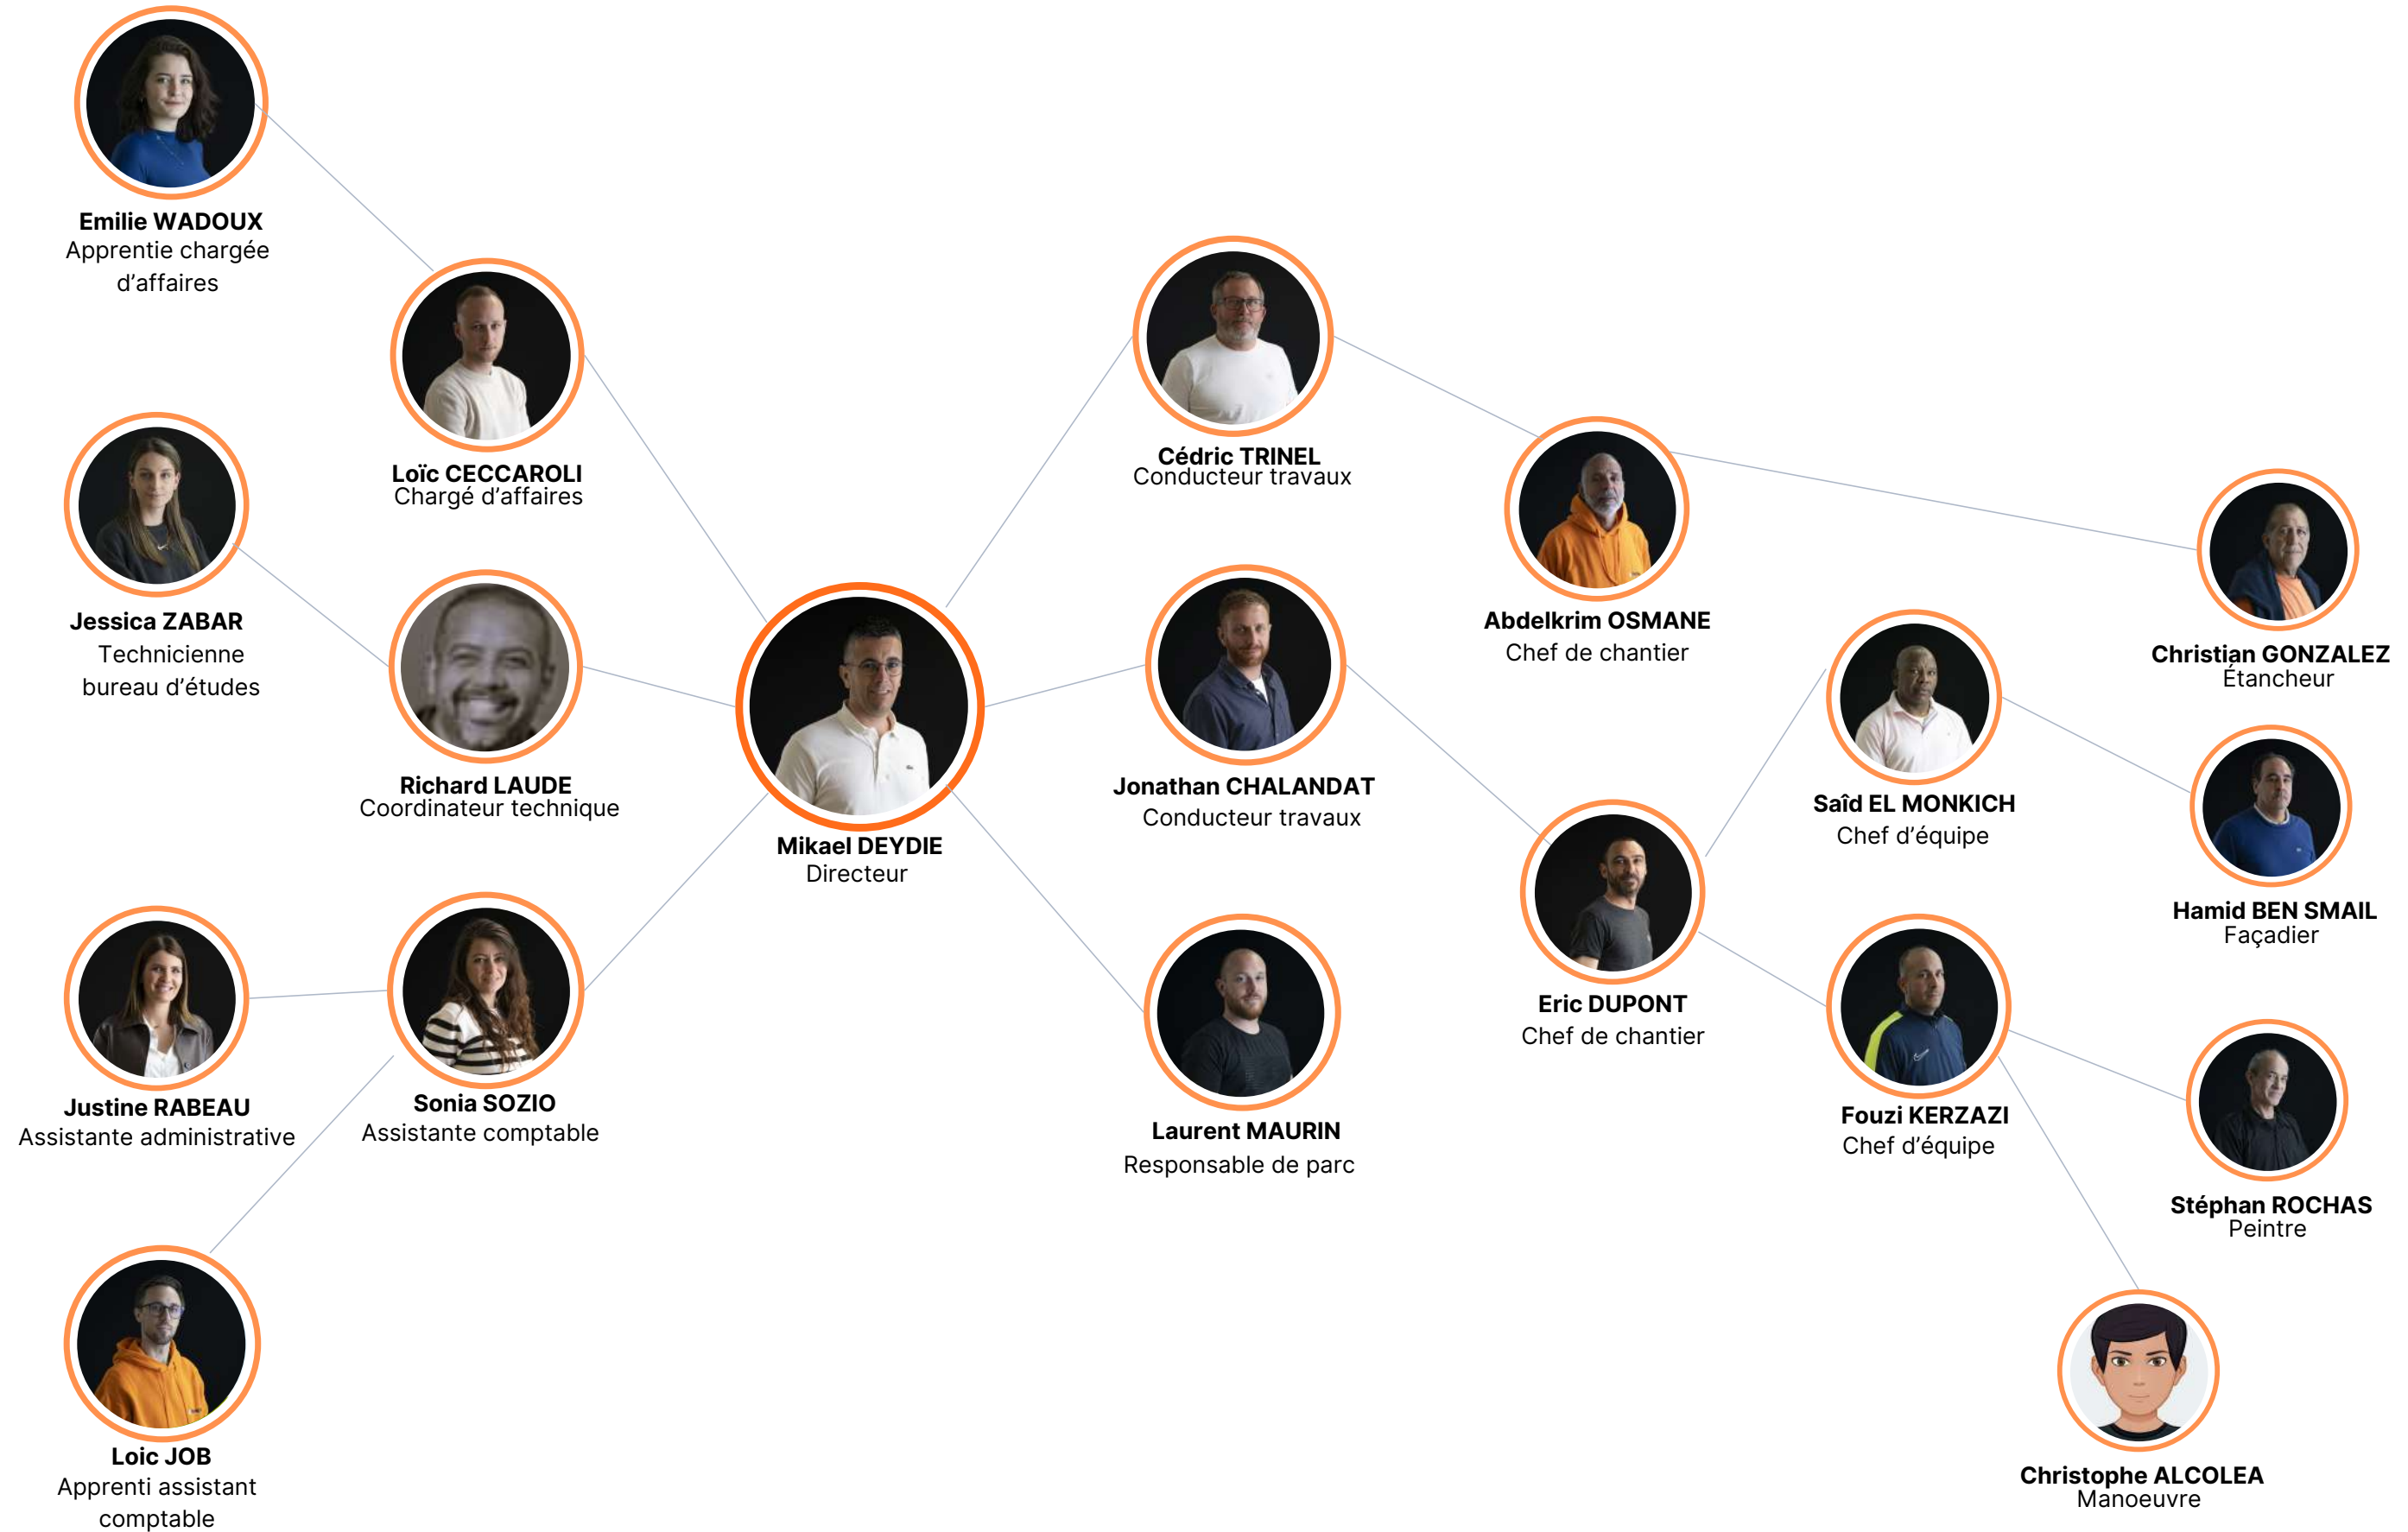 Emilie WADOUX
Apprentie chargée
d’affaires
Loïc CECCAROLI
Chargé d’affaires
Jessica ZABAR
Technicienne
bureau d’études
Richard LAUDE
Coordinateur technique
Justine RABEAU
Assistante administrative
Sonia SOZIO
Assistante comptable
Loic JOB
Apprenti assistant
comptable
Mikael DEYDIE
Directeur
Cédric TRINEL
Conducteur travaux
Jonathan CHALANDAT
Conducteur travaux
Laurent MAURIN
Responsable de parc
Abdelkrim OSMANE
Chef de chantier
Eric DUPONT
Chef de chantier
Saîd EL MONKICH
Chef d’équipe
Fouzi KERZAZI
Chef d’équipe
Christian GONZALEZ
Étancheur
Hamid BEN SMAIL
Façadier
Stéphan ROCHAS
Peintre
Christophe ALCOLEA
Manoeuvre